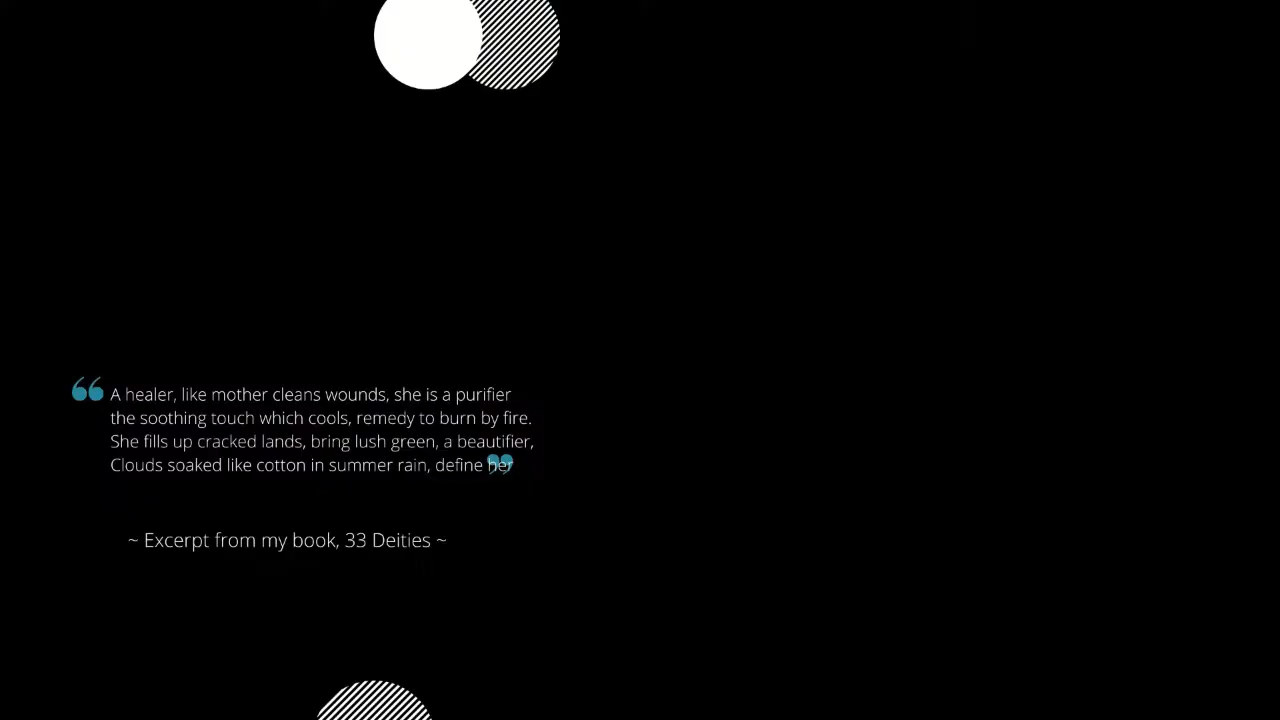 “ A healer, like mother cleans wounds, she is a purifier
the soothing touch which cools, remedy to burn by fire.
She fills up cracked lands, bring lush green, a beautifier,
Clouds soaked like cotton in summer rain, define her ”
~ Excerpt from my book, 33 Deities ~